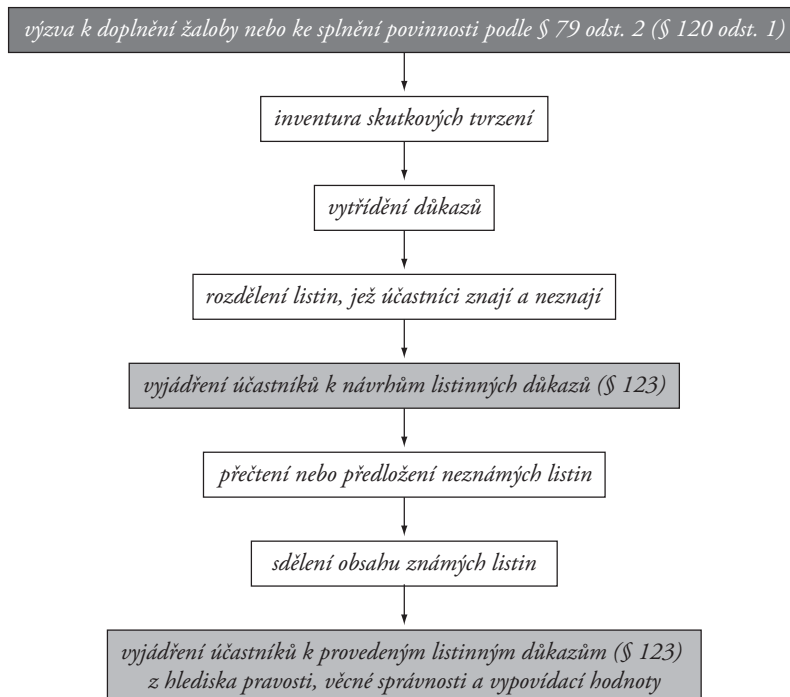 výzva k doplnění žaloby nebo ke splnění povinnosti podle § 79 odst. 2 (§ 120 odst. 1)
inventura skutkových tvrzení
vytřídění důkazů
rozdělení listin, jež účastníci znají a neznají
vyjádření účastníků k návrhům listinných důkazů (§ 123)
přečtení nebo předložení neznámých listin
sdělení obsahu známých listin
vyjádření účastníků k provedeným listinným důkazům (§ 123)
z hlediska pravosti, věcné správnosti a vypovídací hodnoty